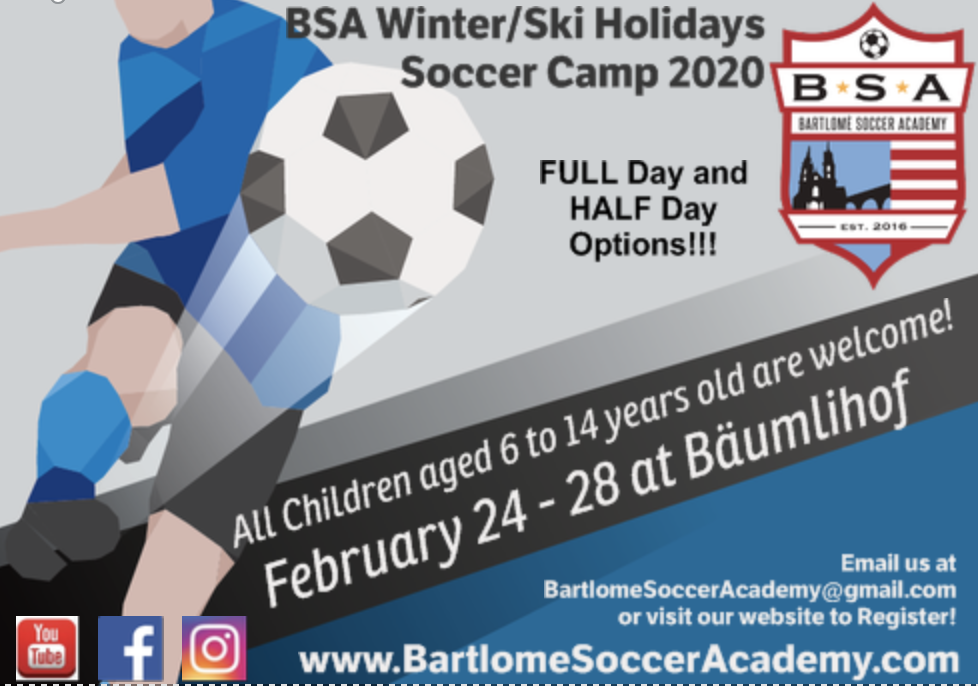 BSA Winter/Ski Holidays
Soccer Camp 2020
B★S★A
BARTLOMÉ SOCCER ACADEMY
EST. 2016
FULL Day and
HALF Day
Options!!!
All Children aged 6 to 14 years old are welcome!
February 24 - 28 at Bäumlihof
Email us at
BartlomeSoccerAcademy@gmail.com
or visit our website to Register!
www.BartlomeSoccerAcademy.com
You
Tube
f